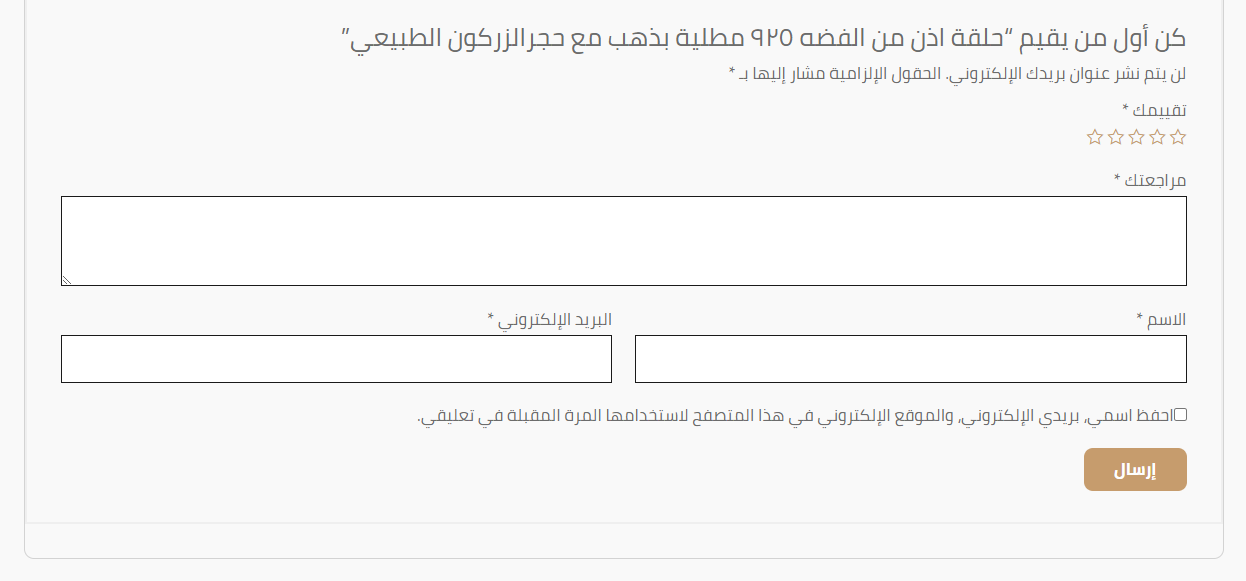 كن أول من يقيم “حلقة اذن من الفضه ٩٢٥ مطلية بذهب مع حجرالزركون الطبيعي”
لن يتم نشر عنوان بريدك الإلكتروني. الحقول الإلزامية مشار إليها بـ *
تقييمك *
مراجعتك *
الاسم *
البريد الإلكتروني *
احفظ اسمي، بريدي الإلكتروني، والموقع الإلكتروني في هذا المتصفح لاستخدامها المرة المقبلة في تعليقي.
إرسال